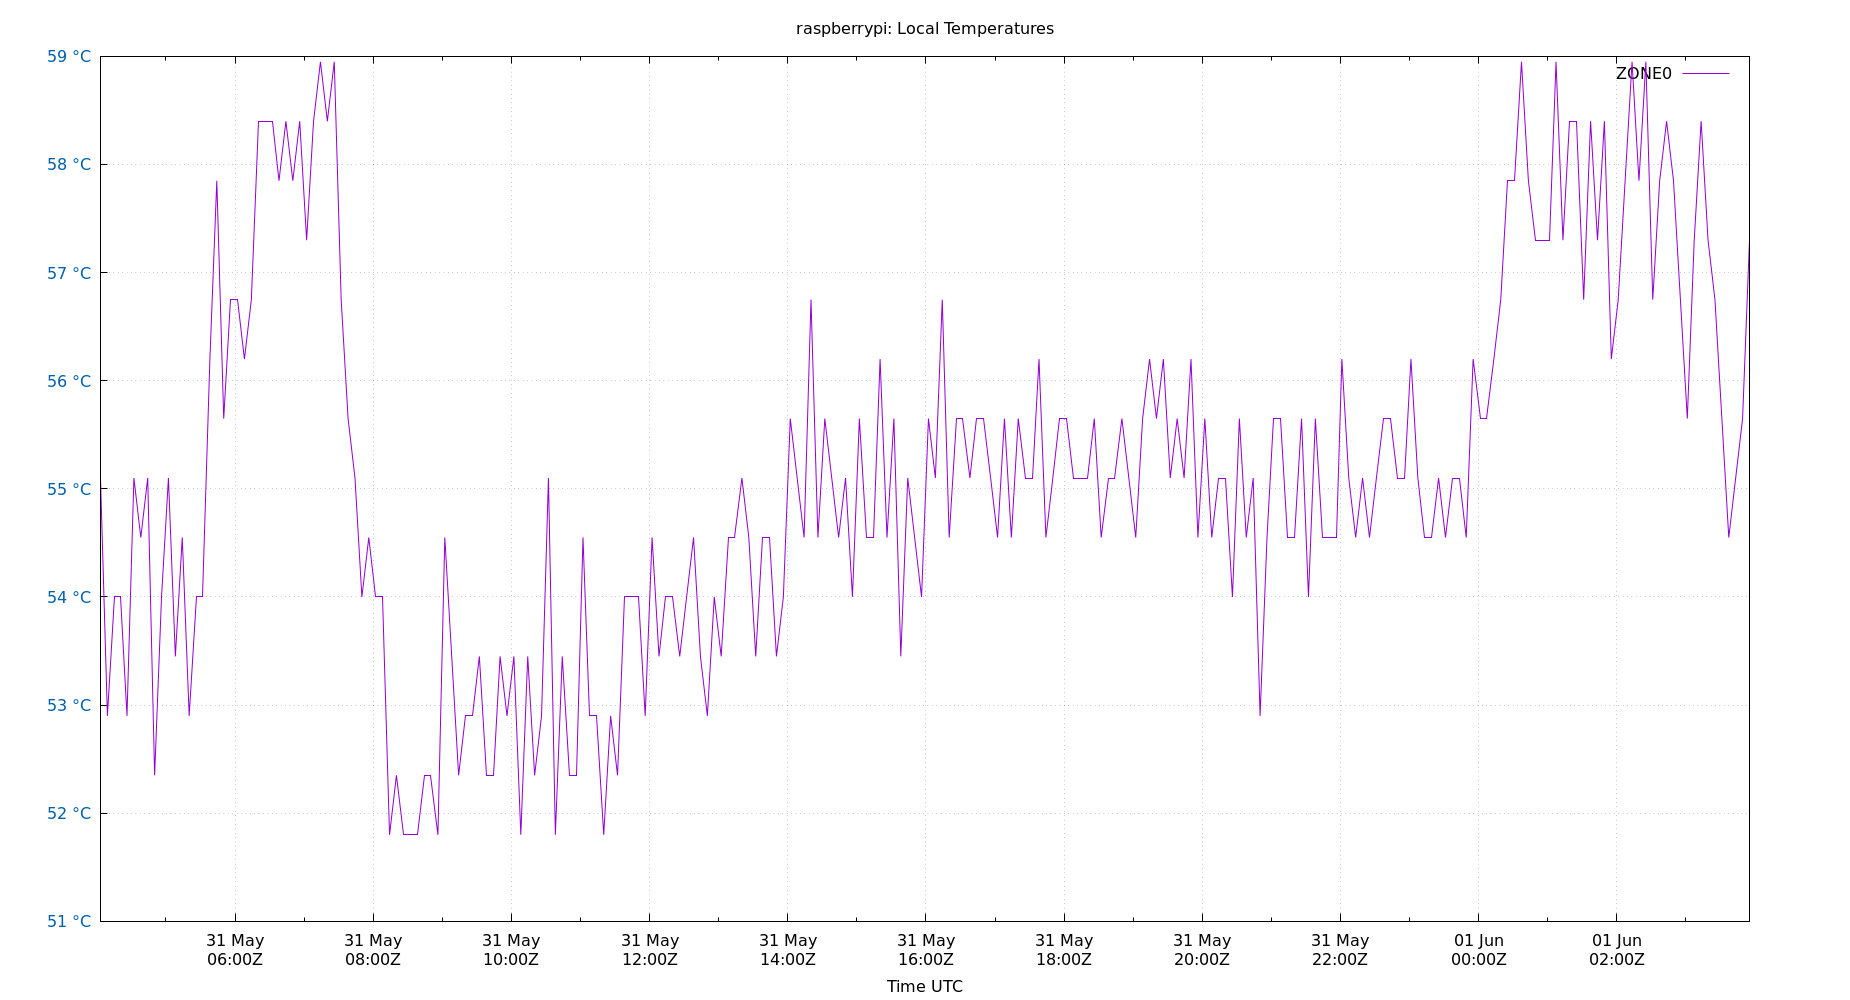 raspberrypi: Local Temperatures
59 °C
ZONE0
58 °C
57 °C
56 °C
55 °C
54 °C
53 °C
52 °C
51 °C
31 May 31 May 31 May 31 May 31 May 31 May 31 May 31 May 31 May 01 Jun 01 Jun
06:00Z 08:00Z 10:00Z 12:00Z 14:00Z 16:00Z 18:00Z 20:00Z 22:00Z 00:00Z 02:00Z
Time UTC